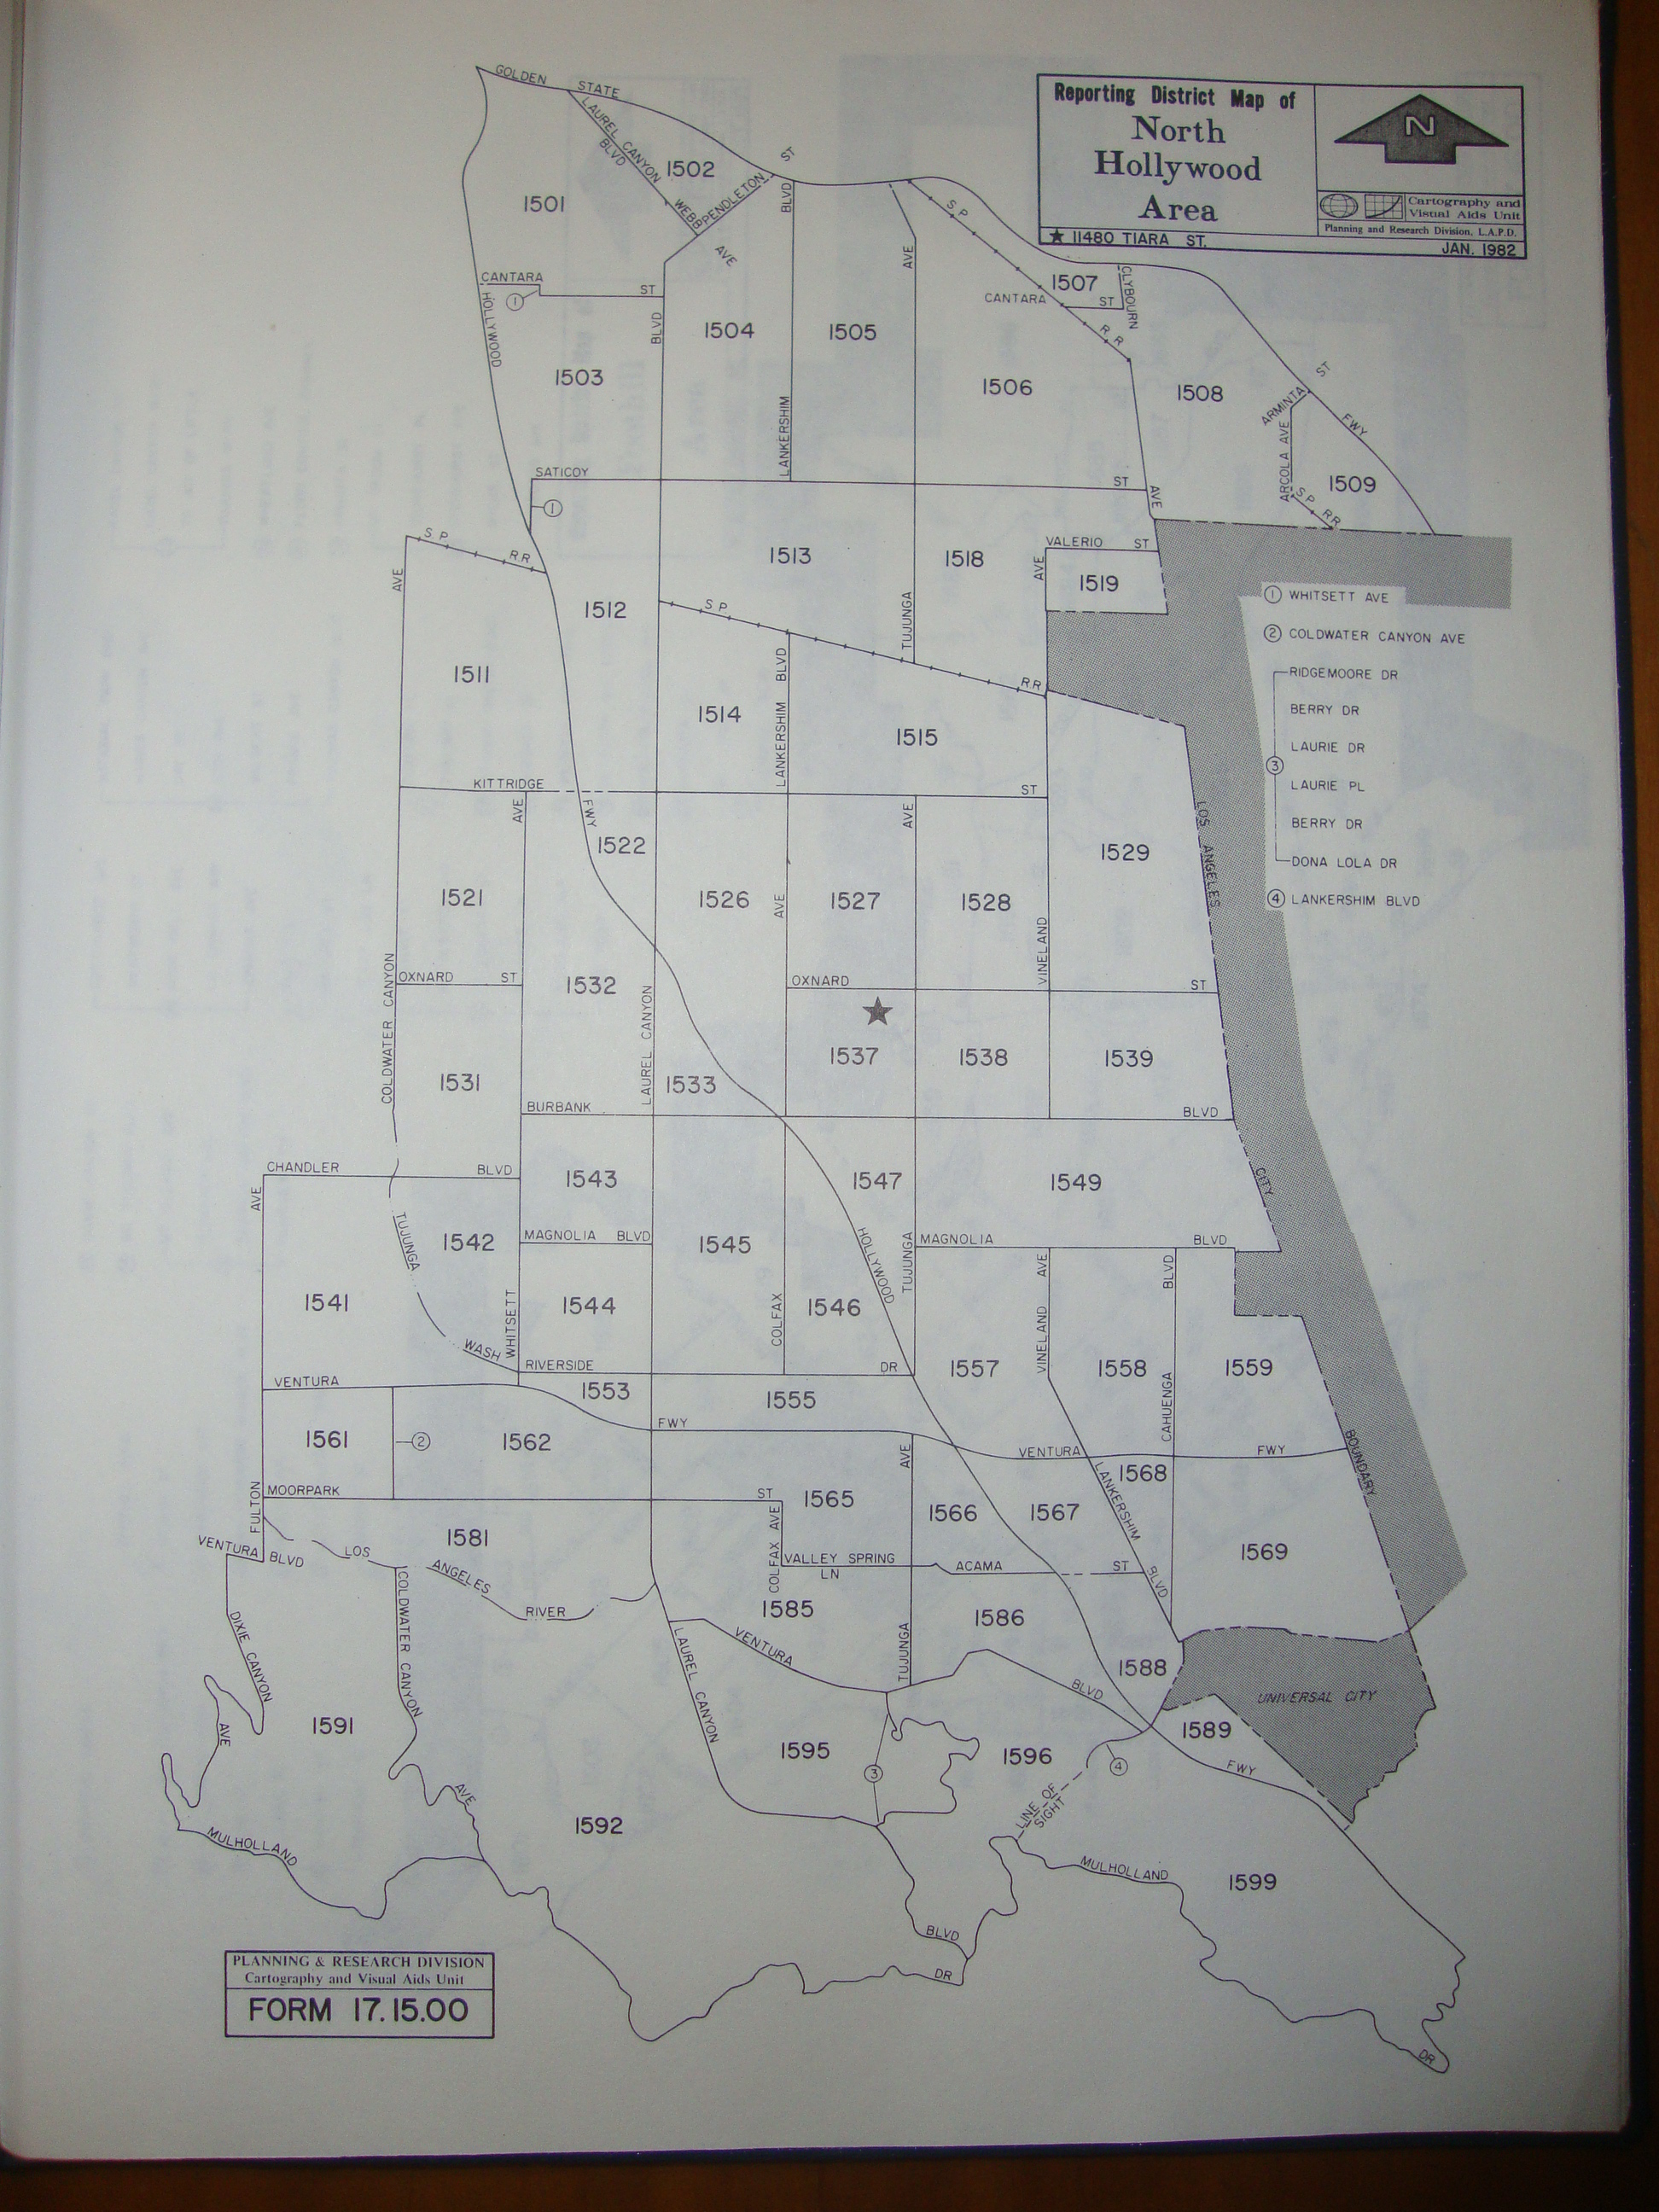 Reporting District Map of
North
Hollywood
Area
★ 11480 TIARA ST.
N
Cartography and
Visual Aids Unit
Planning and Research Division, L.A.P.D.
JAN. 1982
GOLDEN STATE
LAUREL CANYON
BLVD
1502
ST
1501
WEBB
PENDLETON
BLVD
AVE
S P
AVE
CANTARA
ST
1
HOLLYWOOD
BLVD
1507
CLYBOURN
CANTARA
ST
R R
1504
1505
1503
1506
1508
ST
ARMINTA
FWY
LANKERSHIM
ARCOLA AVE
1509
SATICOY
ST
AVE
S P
RR
1
S P
R R
AVE
1513
1518
VALERIO ST
AVE
1519
1512
S P
TUJUNGA
1511
1514
LANKERSHIM BLVD
1515
R R
1 WHITSETT AVE
2 COLDWATER CANYON AVE
RIDGEMOORE DR
BERRY DR
LAURIE DR
3
LAURIE PL
BERRY DR
DONA LOLA DR
4 LANKERSHIM BLVD
KITTRIDGE
ST
AVE
FWY
AVE
1522
1529
LOS ANGELES
1521
1526
AVE
1527
1528
VINELAND
COLDWATER CANYON
OXNARD ST
1532
OXNARD
ST
LAUREL CANYON
★
1537
1538
1539
1531
1533
BURBANK
BLVD
CHANDLER
BLVD
AVE
1543
1547
1549
CITY
TUJUNGA
1542
MAGNOLIA BLVD
1545
HOLLYWOOD
TUJUNGA
MAGNOLIA
BLVD
AVE
BLVD
1541
WHITSETT
1544
COLFAX
1546
WASH
RIVERSIDE
DR
1557
VINELAND
1558
1559
VENTURA
1553
1555
CAHUENGA
FWY
1561
2
1562
AVE
VENTURA
FWY
BOUNDARY
LANKERSHIM
1568
FULTON
MOORPARK
ST
1565
1566
1567
COLFAX AVE
1581
VENTURA BLVD
LOS
ANGELES
RIVER
VALLEY SPRING
LN
ACAMA
ST
BLVD
1569
1585
1586
DIXIE CANYON
COLDWATER CANYON
LAUREL CANYON
VENTURA
TUJUNGA
1588
BLVD
UNIVERSAL CITY
1591
AVE
1595
1596
1589
3
4
FWY
AVE
LINE OF
SIGHT
1592
MULHOLLAND
MULHOLLAND
1599
BLVD
DR
DR
PLANNING & RESEARCH DIVISION
Cartography and Visual Aids Unit
FORM 17.15.00